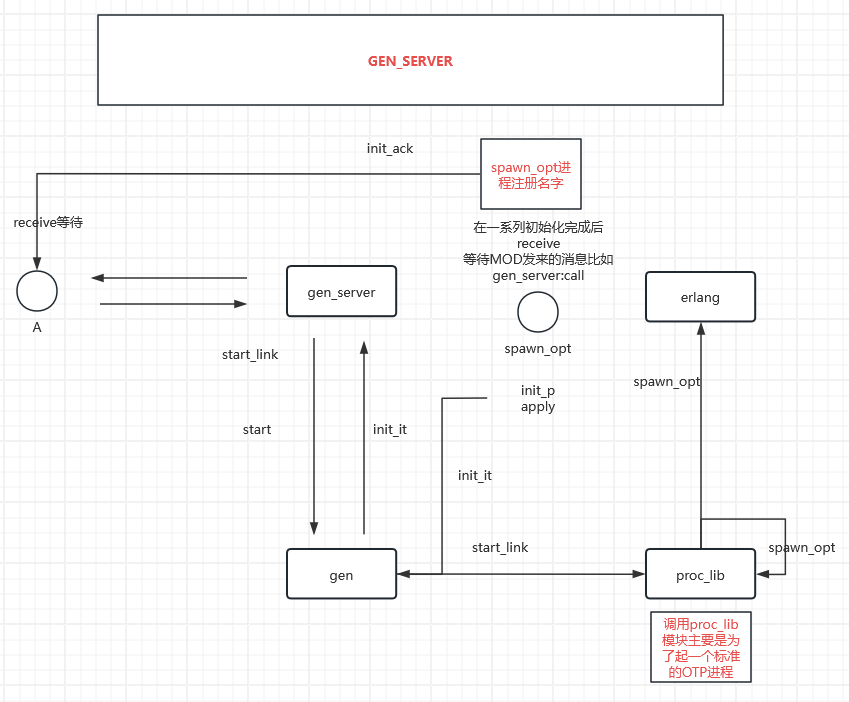 GEN_SERVER
init_ack
spawn_opt进
程注册名字
receive等待
在一系列初始化完成后
receive
等待MOD发来的消息比如
gen_server:call
gen_server
erlang
A
spawn_opt
start_link
spawn_opt
init_p
apply
start
init_it
init_it
start_link
spawn_opt
gen
proc_lib
调用proc_lib
模块主要是为
了起一个标准
的OTP进程